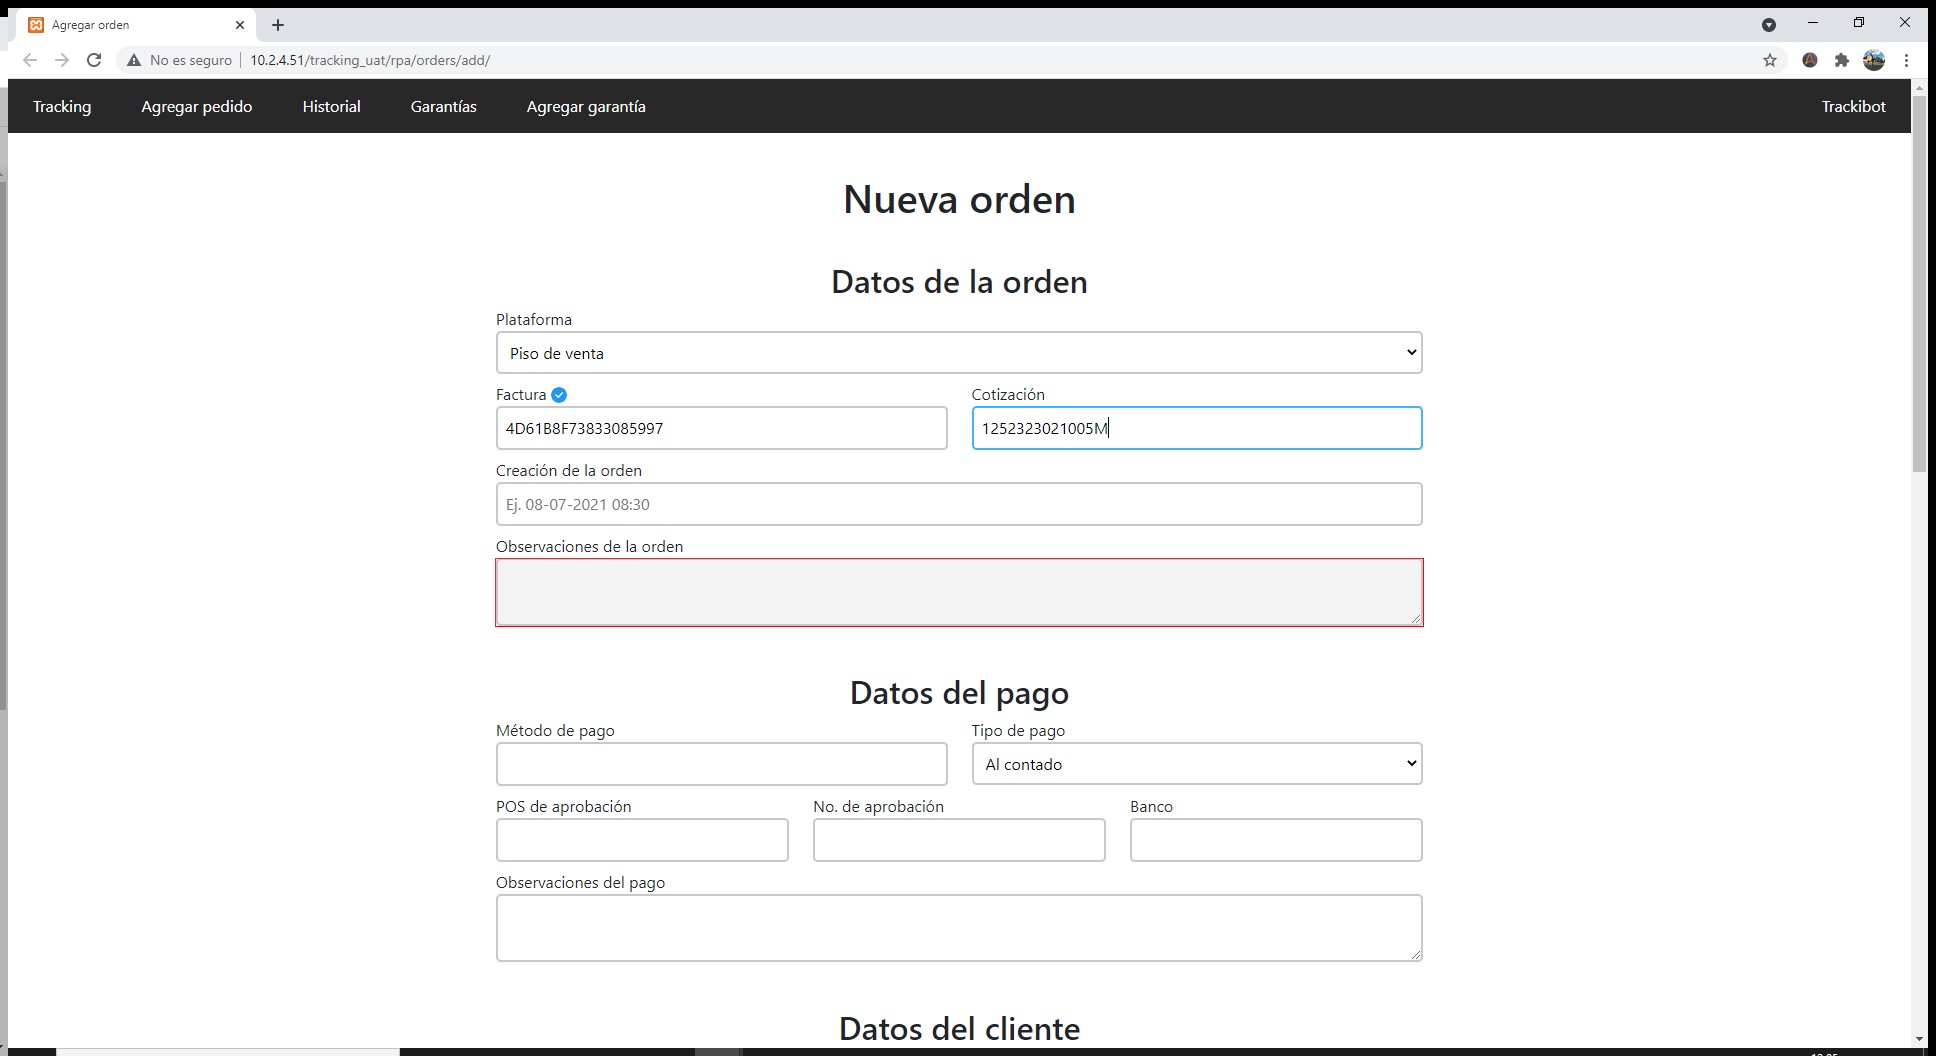 Agregar orden
No es seguro
10.2.4.51/tracking_uat/rpa/orders/add/
Tracking Agregar pedido Historial Garantías Agregar garantía Trackibot
Nueva orden
Datos de la orden
Plataforma
Piso de venta
Factura Cotización
4D61B8F73833085997 1252323021005M
Creación de la orden
Ej. 08-07-2021 08:30
Observaciones de la orden
Datos del pago
Método de pago Tipo de pago
Al contado
POS de aprobación No. de aprobación Banco
Observaciones del pago
Datos del cliente